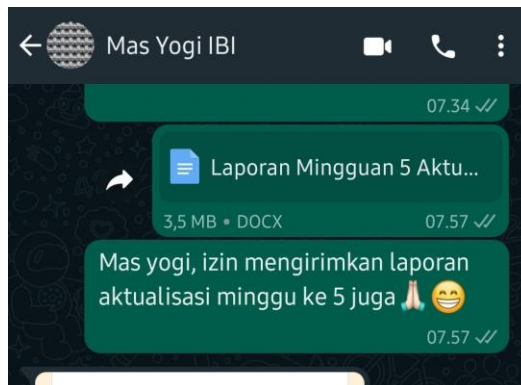 Mas Yogi IBI
07.34
Laporan Mingguan 5 Aktu...
3,5 MB • DOCX
07.57
Mas yogi, izin mengirimkan laporan
aktualisasi minggu ke 5 juga 🙏🏻😁
07.57